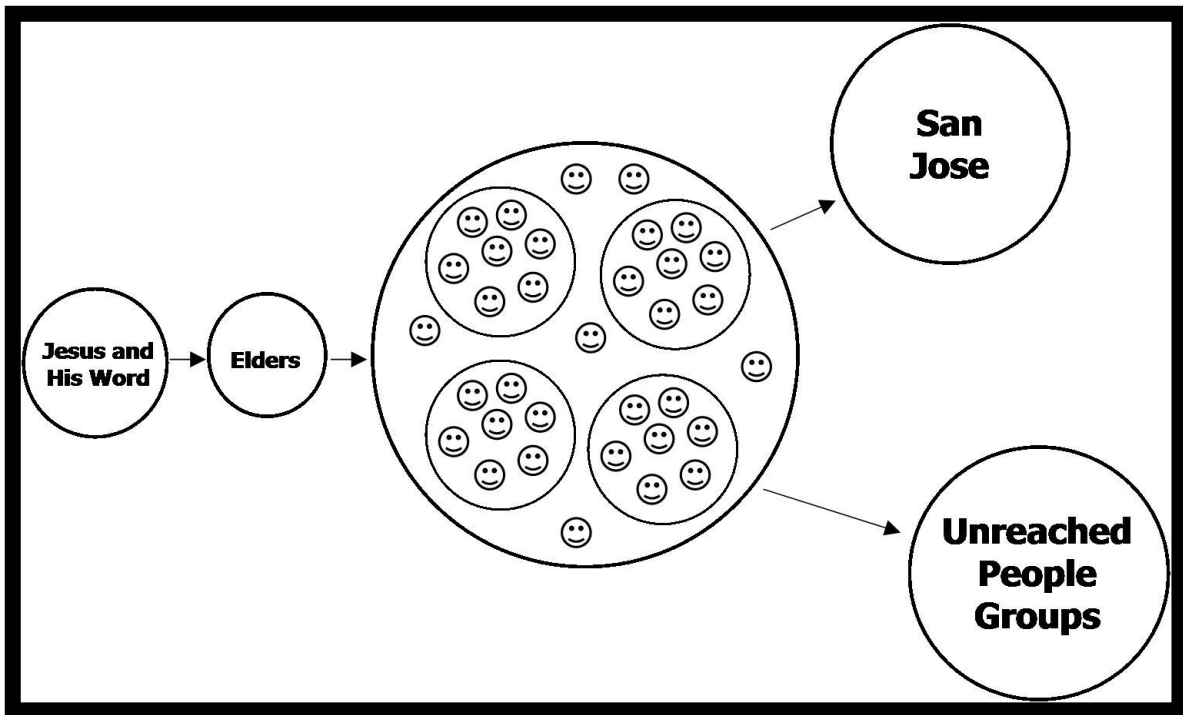 Jesus and
His Word
Elders
San
Jose
Unreached
People
Groups